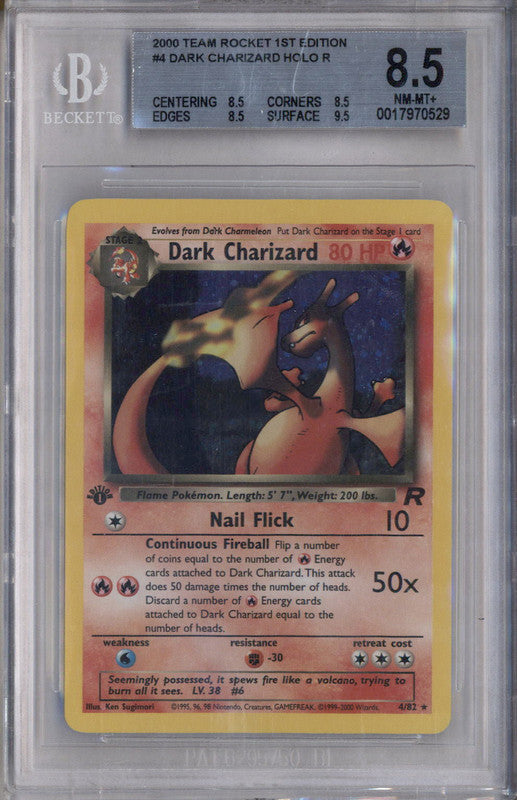 2000 TEAM ROCKET 1ST EDITION
#4 DARK CHARIZARD HOLO R
8.5
CENTERING 8.5 CORNERS 8.5
EDGES 8.5 SURFACE 9.5
NM-MT+
0017970529
B
BECKETT®
Evolves from Dark Charmeleon Put Dark Charizard on the Stage 1 card
STAGE 2
Dark Charizard 80 HP
EDITION
1
Flame Pokémon. Length: 5' 7", Weight: 200 lbs.
R
Nail Flick 10
Continuous Fireball Flip a number
of coins equal to the number of Energy
cards attached to Dark Charizard. This attack
does 50 damage times the number of heads.
50x
Discard a number of Energy cards
attached to Dark Charizard equal to the
number of heads.
weakness resistance retreat cost
-30
Seemingly possessed, it spews fire like a volcano, trying to
burn all it sees. LV. 38 #6
Illus. Ken Sugimori ©1995, 96, 98 Nintendo, Creatures, GAMEFREAK. ©1999-2000 Wizards. 4/82 ★